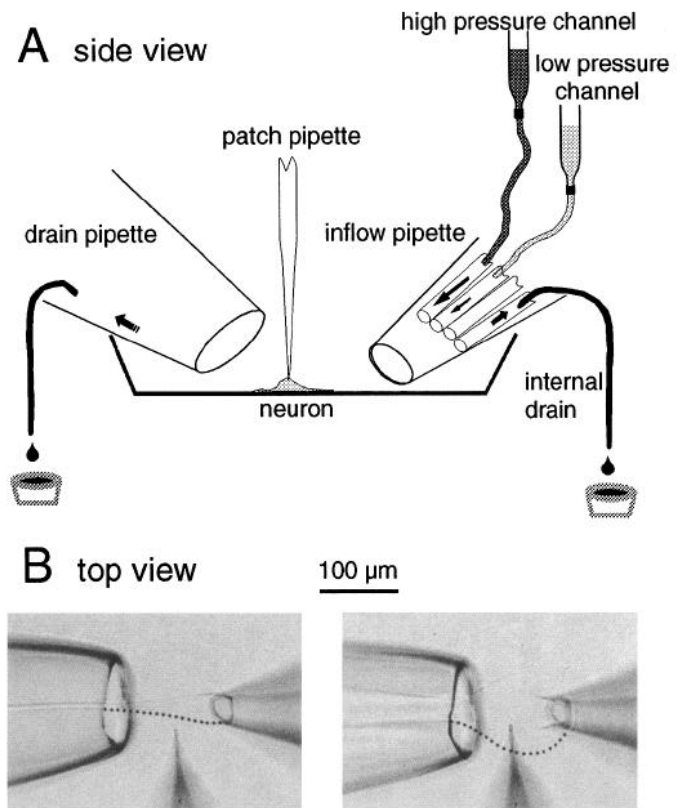 A side view
high pressure channel
low pressure
channel
patch pipette
drain pipette
inflow pipette
internal
drain
neuron
B top view
100 µm